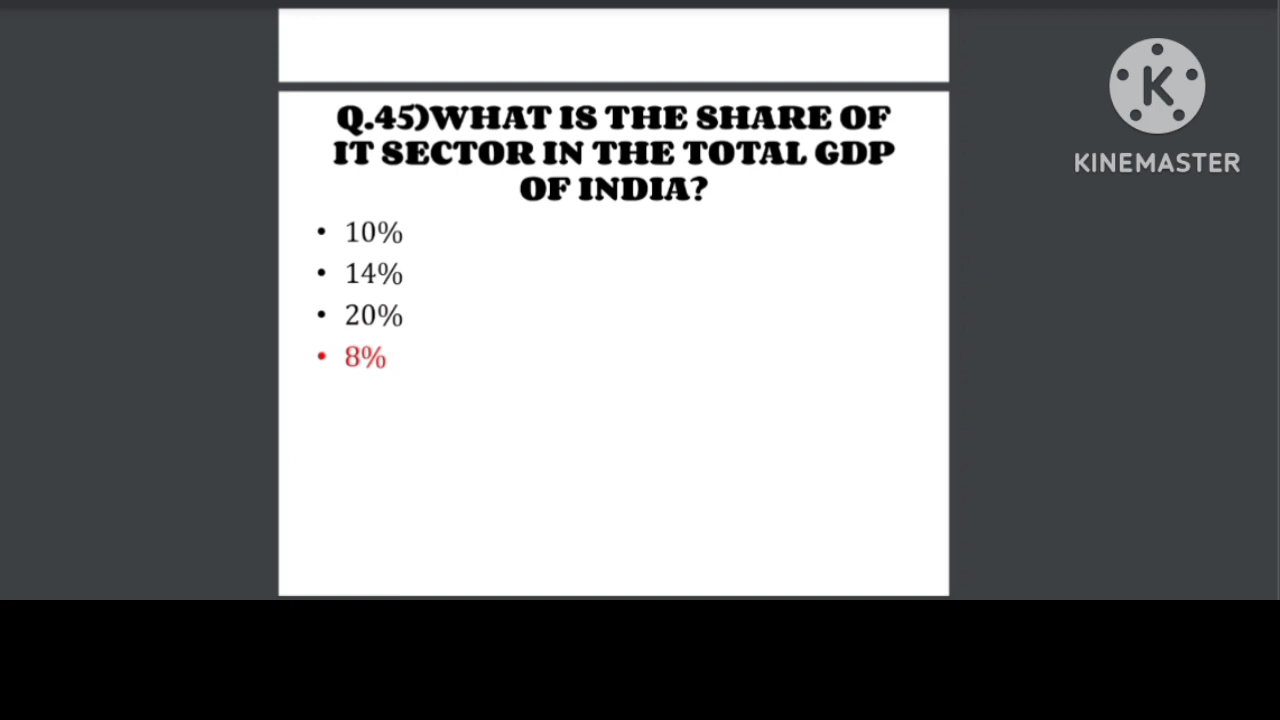 Q.45)WHAT IS THE SHARE OF
IT SECTOR IN THE TOTAL GDP
OF INDIA?
• 10%
• 14%
• 20%
• 8%
K
KINEMASTER